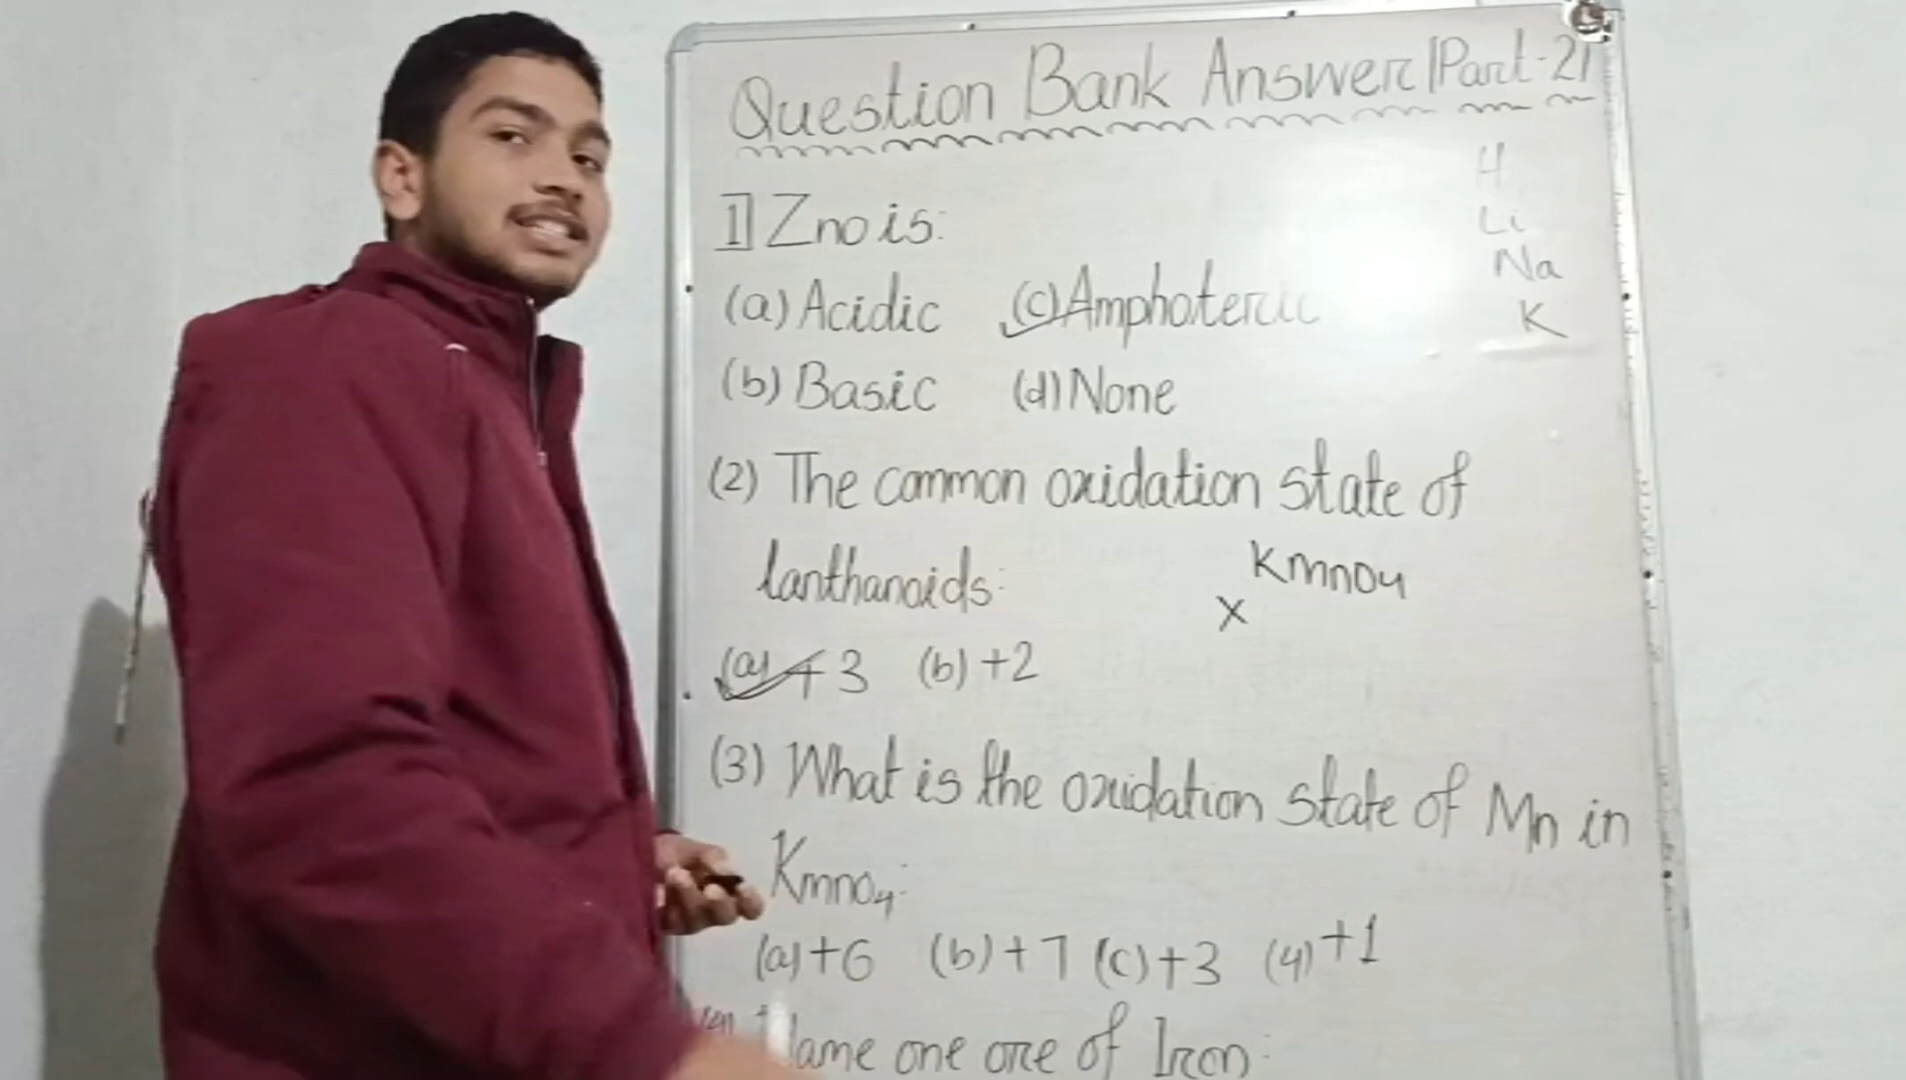 Question Bank Answer |Part-2|
H
Li
Na
K
1] Zno is:
(a) Acidic (c) Amphoteric
(b) Basic (d) None
(2) The common oxidation state of
lanthanoids:
Kmno4
x
(a) +3 (b) +2
(3) What is the oxidation state of Mn in
Kmno4:
(a) +6 (b) +7 (c) +3 (4) +1
(4) Name one ore of Iron: